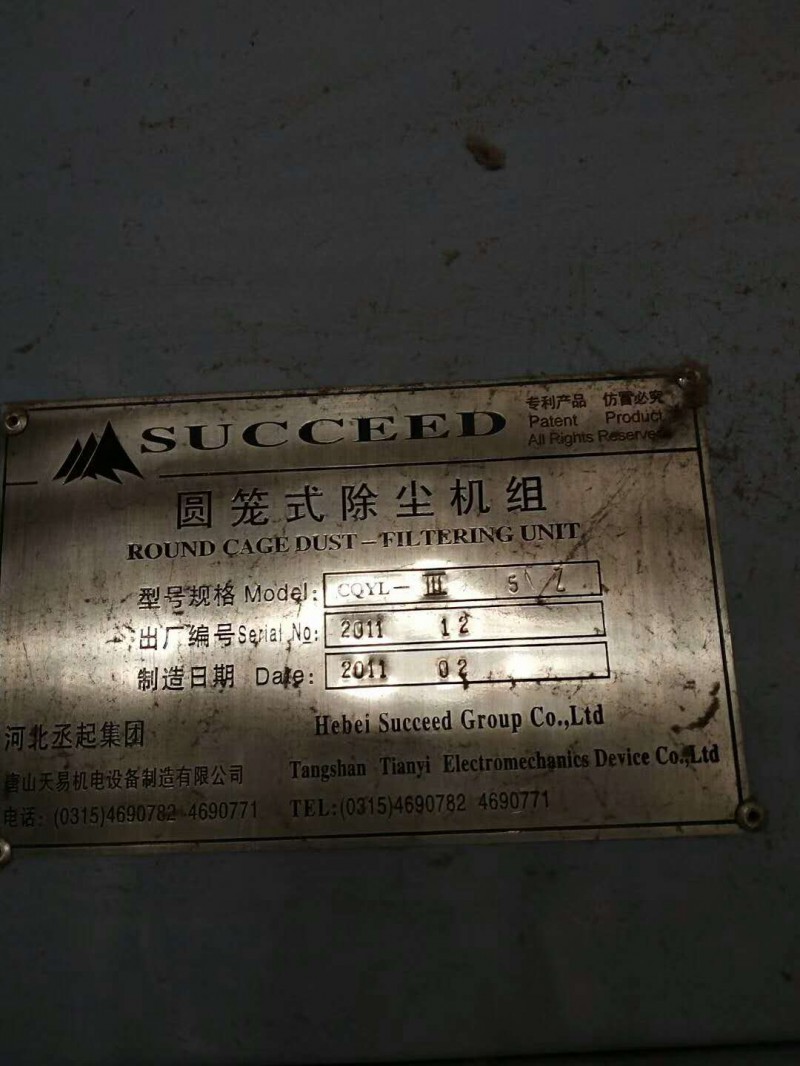 SUCCEED
专利产品 仿冒必究
Patent Product
All Rights Reserved
圆笼式除尘机组
ROUND CAGE DUST-FILTERING UNIT
型号规格 Model: CQYL-III 5 Z
出厂编号 Serial No: 2011 12
制造日期 Date: 2011 02
河北丞起集团 Hebei Succeed Group Co.,Ltd
唐山天易机电设备制造有限公司 Tangshan Tianyi Electromechanics Device Co.,Ltd
电话: (0315)4690782 4690771 TEL:(0315)4690782 4690771